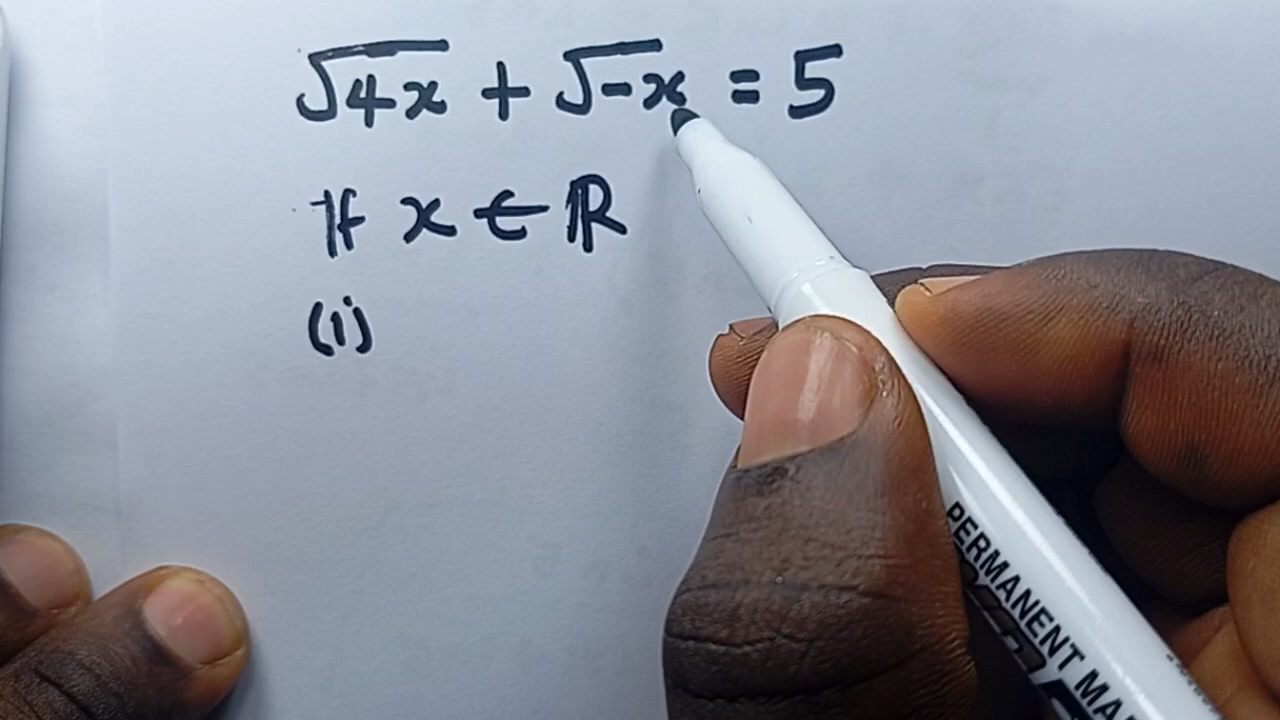 √4x + √-x = 5
If x ∈ ℝ
(i)
PERMANENT MA